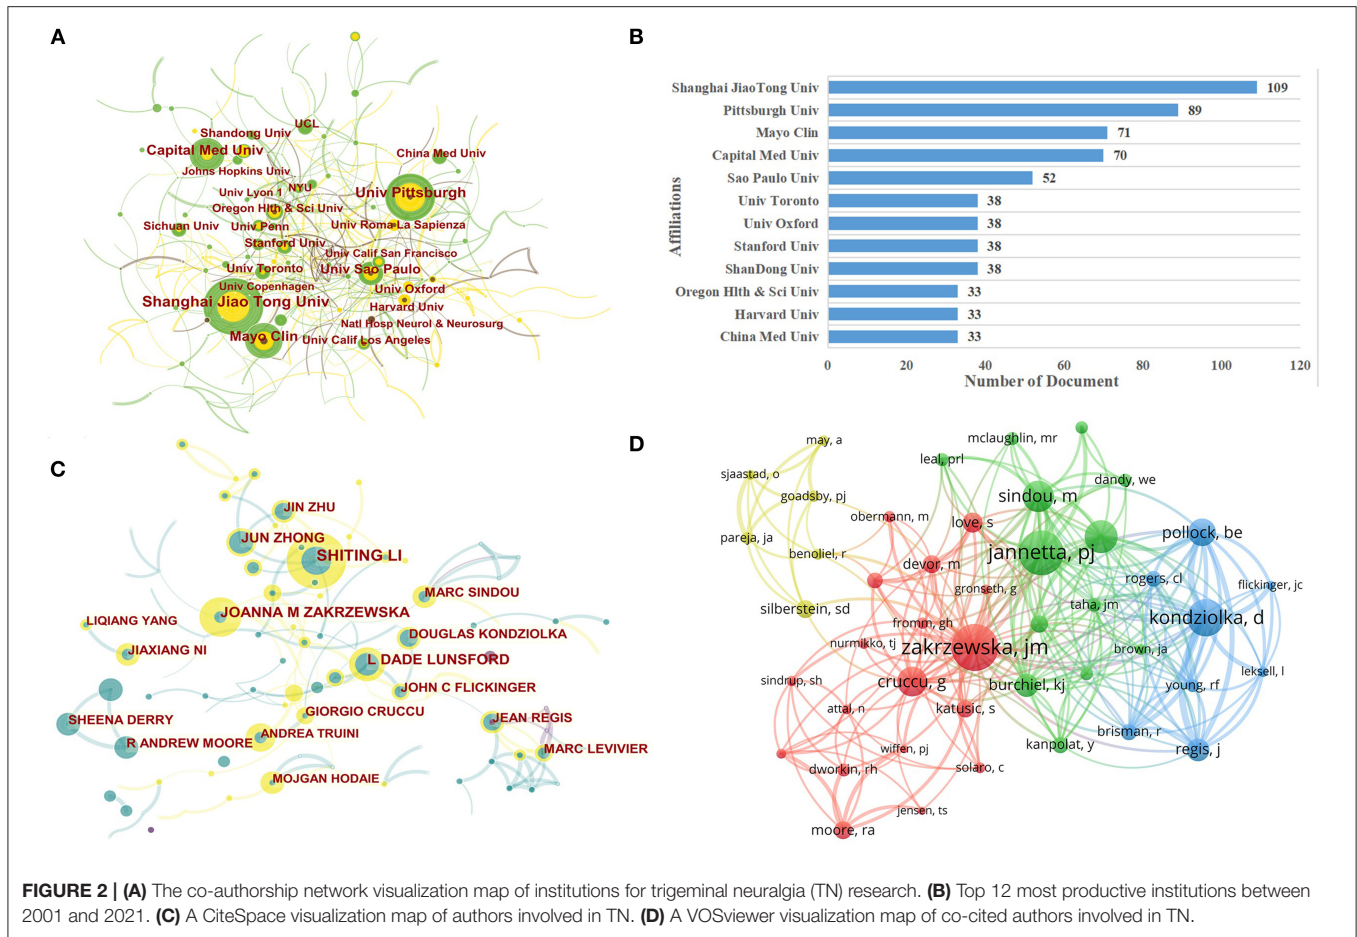 A
UCL
Shandong Univ
Capital Med Univ
China Med Univ
Johns Hopkins Univ
Univ Lyon 1
NYU
Univ Pittsburgh
Oregon Hlth & Sci Univ
Sichuan Univ
Univ Penn
Univ Roma La Sapienza
Stanford Univ
Univ Calif San Francisco
Univ Toronto
Univ Sao Paulo
Univ Copenhagen
Univ Oxford
Shanghai Jiao Tong Univ
Harvard Univ
Natl Hosp Neurol & Neurosurg
Mayo Clin
Univ Calif Los Angeles
B
Affiliations
Shanghai JiaoTong Univ 109
Pittsburgh Univ 89
Mayo Clin 71
Capital Med Univ 70
Sao Paulo Univ 52
Univ Toronto 38
Univ Oxford 38
Stanford Univ 38
ShanDong Univ 38
Oregon Hlth & Sci Univ 33
Harvard Univ 33
China Med Univ 33
0 20 40 60 80 100 120
Number of Document
C
JIN ZHU
JUN ZHONG
SHITING LI
MARC SINDOU
JOANNA M ZAKRZEWSKA
LIQIANG YANG
DOUGLAS KONDZIOLKA
JIAXIANG NI
L DADE LUNSFORD
JOHN C FLICKINGER
GIORGIO CRUCCU
SHEENA DERRY
JEAN REGIS
ANDREA TRUINI
R ANDREW MOORE
MARC LEVIVIER
MOJGAN HODAIE
D
may, a
mclaughlin, mr
leal, prl
sjaastad, o
dandy, we
goadsby, pj
sindou, m
obermann, m
love, s
pollock, be
pareja, ja
benoliel, r
jannetta, pj
devor, m
rogers, cl
flickinger, jc
gronseth, g
silberstein, sd
taha, jm
kondziolka, d
fromm, gh
nurmikko, tj
zakrzewska, jm
brown, ja
leksell, l
sindrup, sh
cruccu, g
burchiel, kj
young, rf
attal, n
katusic, s
brisman, r
kanpolat, y
regis, j
wiffen, pj
dworkin, rh
solaro, c
jensen, ts
moore, ra
FIGURE 2 | (A) The co-authorship network visualization map of institutions for trigeminal neuralgia (TN) research. (B) Top 12 most productive institutions between
2001 and 2021. (C) A CiteSpace visualization map of authors involved in TN. (D) A VOSviewer visualization map of co-cited authors involved in TN.